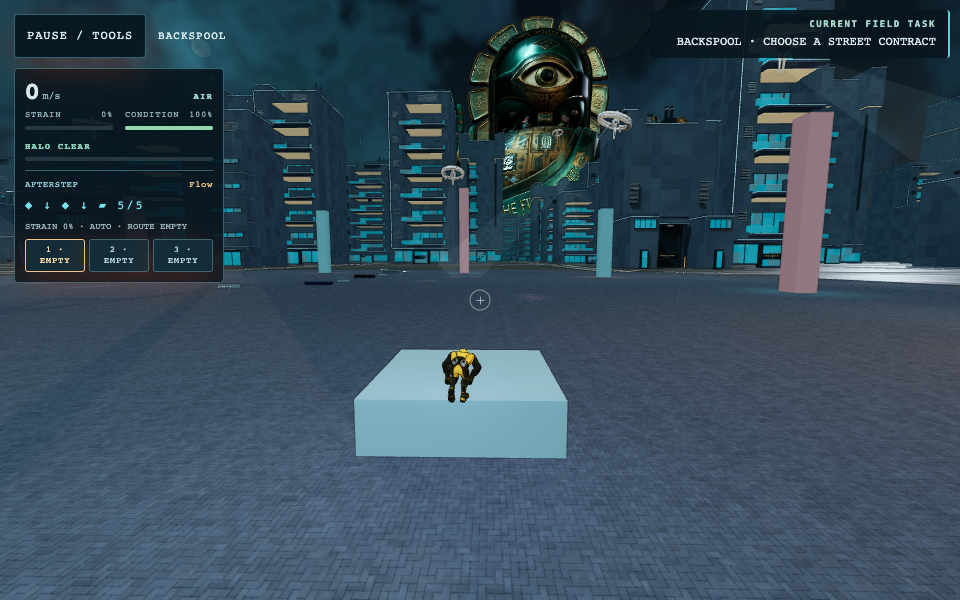 PAUSE / TOOLS
BACKSPOOL
CURRENT FIELD TASK
BACKSPOOL • CHOOSE A STREET CONTRACT
0 m/s
AIR
STRAIN 0%
CONDITION 100%
HALO CLEAR
AFTERSTEP
Flow
5/5
STRAIN 0% · AUTO · ROUTE EMPTY
1 · EMPTY
2 · EMPTY
3 · EMPTY